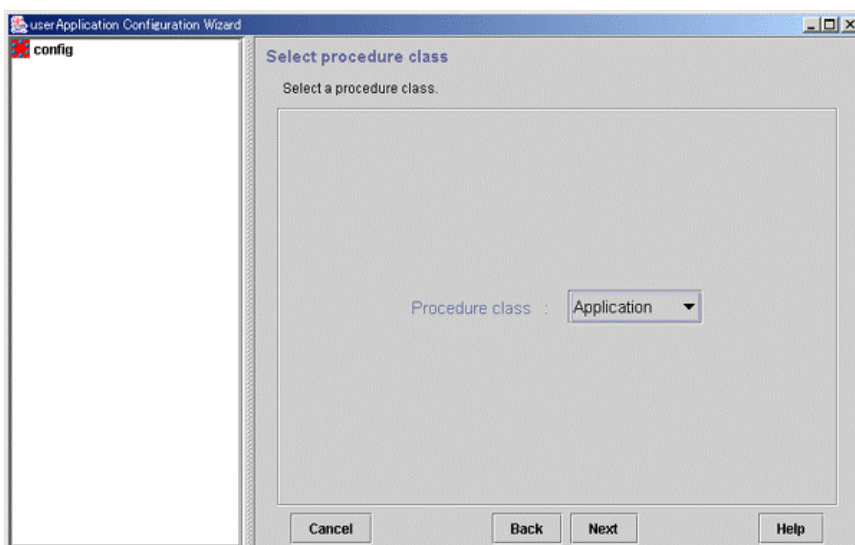 userApplication Configuration Wizard
config
Select procedure class
Select a procedure class.
Procedure class : Application
Cancel Back Next Help